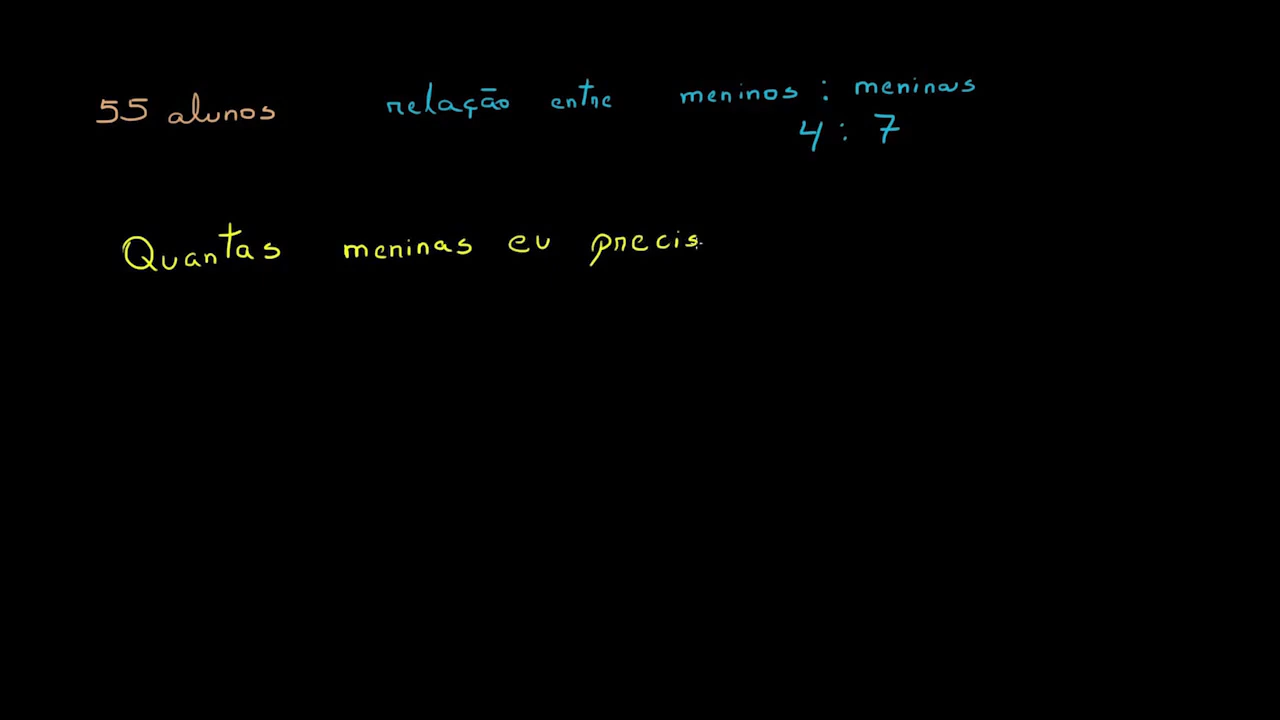 55 alunos relação entre meninos : meninas
4 : 7
Quantas meninas eu precis